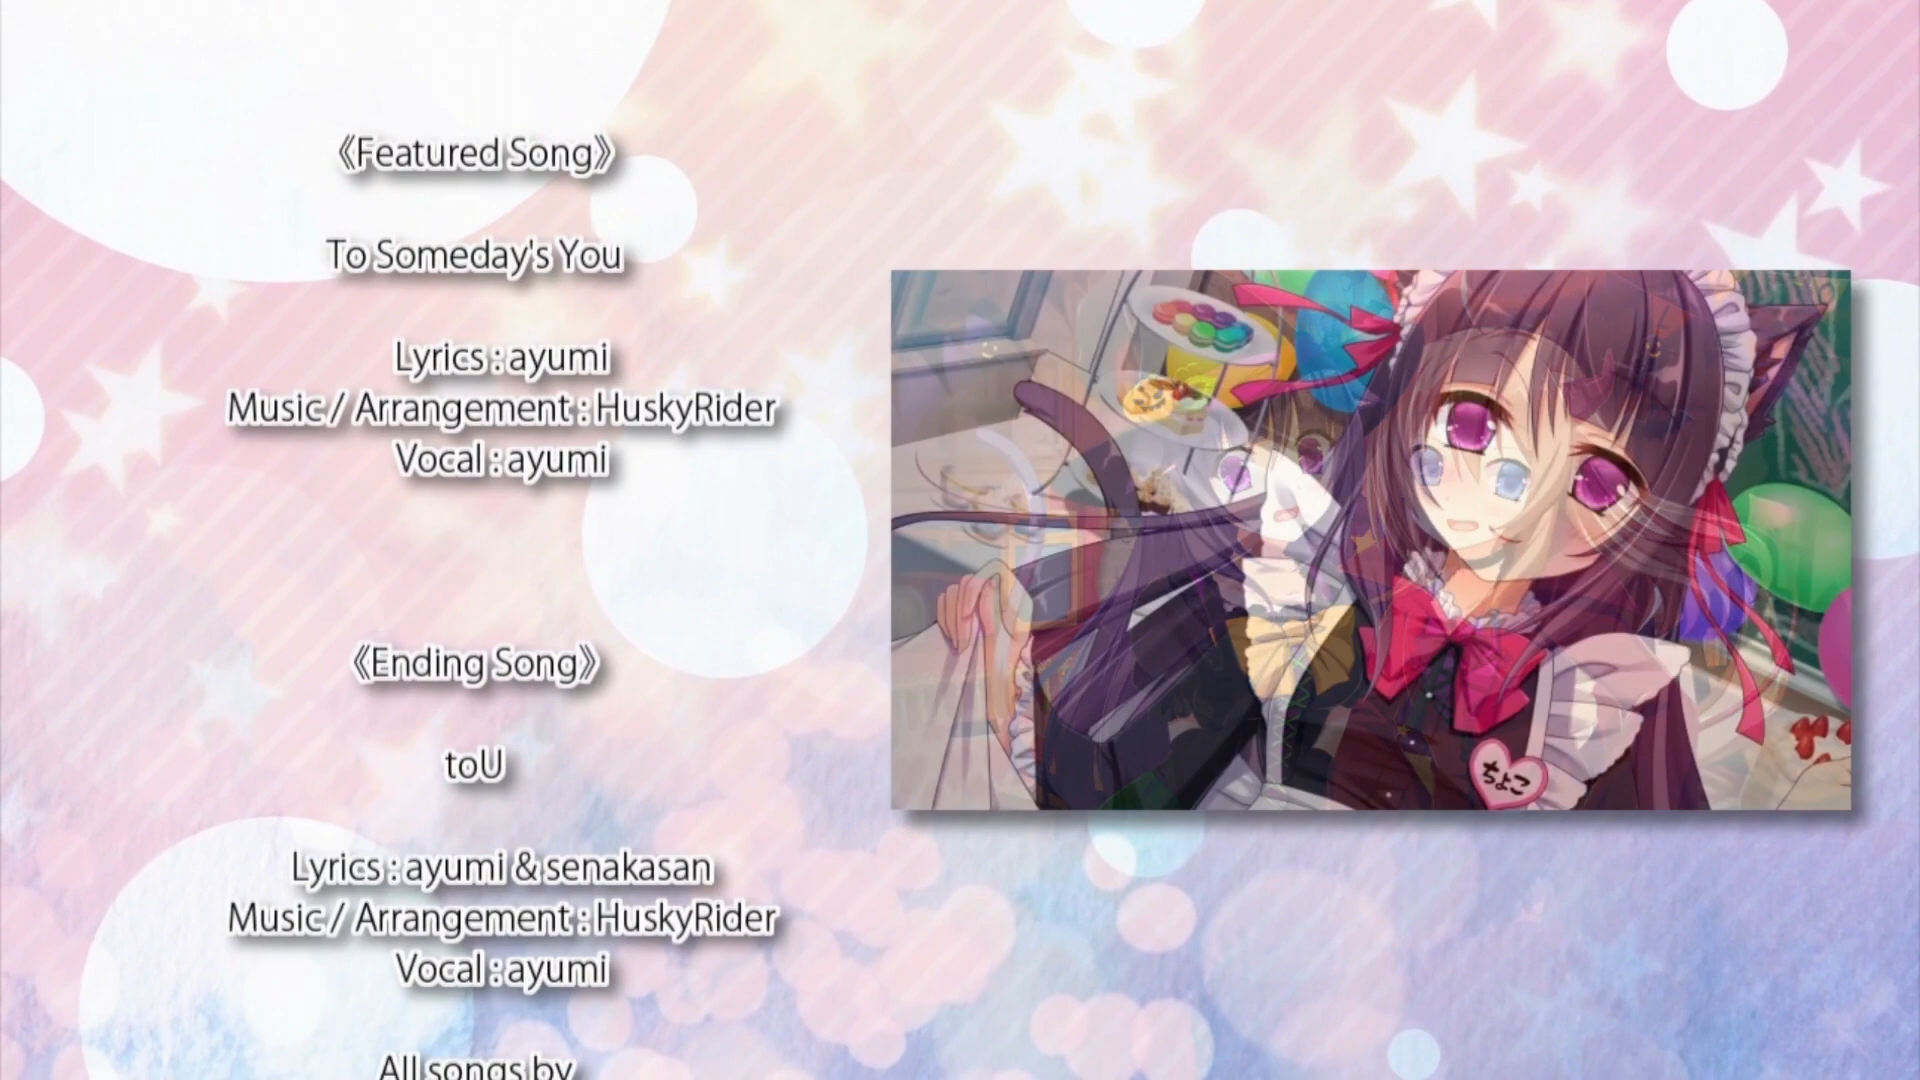 《Featured Song》
To Someday's You
Lyrics : ayumi
Music / Arrangement : HuskyRider
Vocal : ayumi
《Ending Song》
toU
Lyrics : ayumi & senakasan
Music / Arrangement : HuskyRider
Vocal : ayumi
All songs by
ちょこ